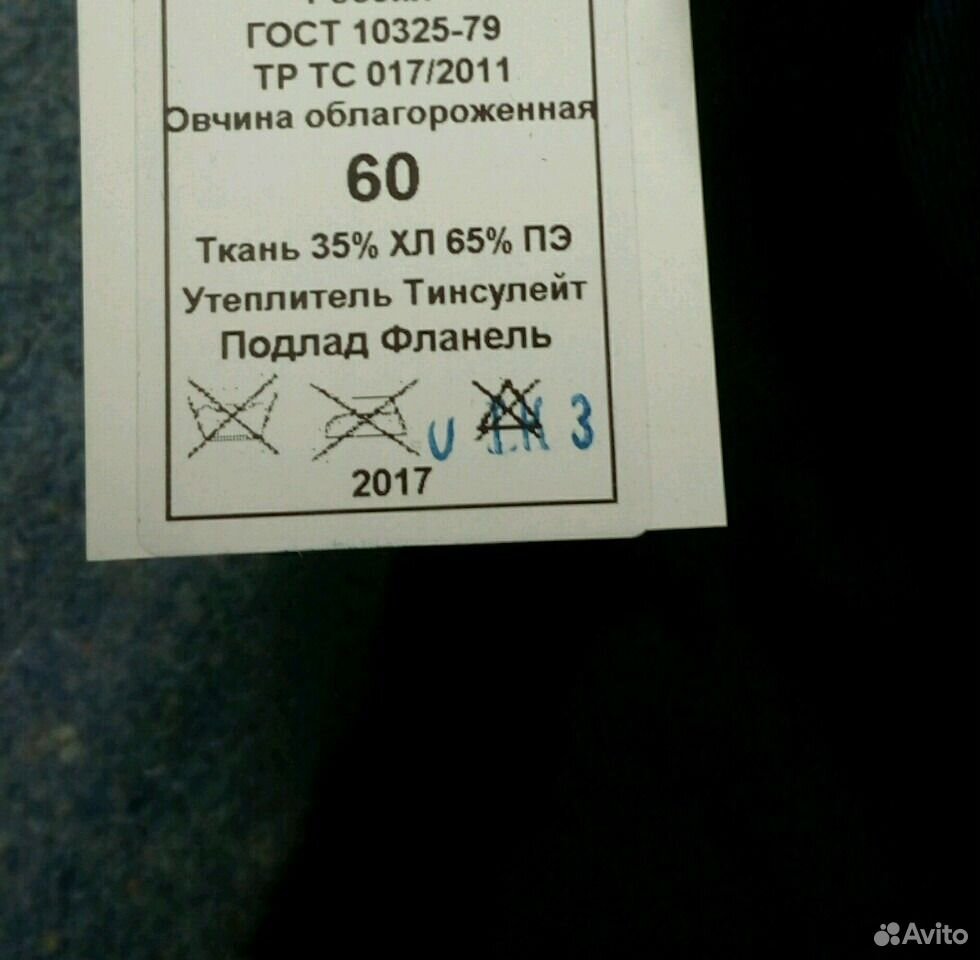 ГОСТ 10325-79
ТР ТС 017/2011
Овчина облагороженная
60
Ткань 35% ХЛ 65% ПЭ
Утеплитель Тинсулейт
Подлад Фланель
3
2017
Avito